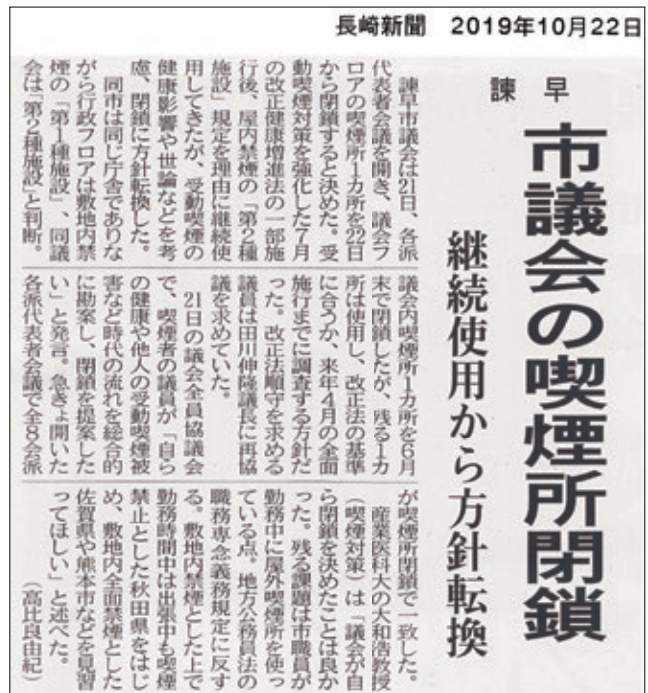 長崎新聞 2019年10月22日
諫早
市議会の喫煙所閉鎖
継続使用から方針転換
諫早市議会は21日、各派
代表者会議を開き、議会フ
ロアの喫煙所1カ所を22日
から閉鎖すると決めた。受
動喫煙対策を強化した7月
の改正健康増進法の一部施
行後、屋内禁煙の「第2種
施設」規定を理由に継続使
用してきたが、受動喫煙の
健康影響や世論などを考
慮、閉鎖に方針転換した。
同市は同じ庁舎でありな
がら行政フロアは敷地内禁
煙の「第1種施設」、同議
会は「第2種施設」と判断。
議会内喫煙所1カ所を6月
末で閉鎖したが、残る1カ
所は使用し、改正法の基準
に合うか、来年4月の全面
施行までに調査する方針だ
った。改正法順守を求める
議員は田川伸隆議長に再協
議を求めていた。
21日の議会全員協議会
で、喫煙者の議員が「自ら
の健康や他人の受動喫煙被
害など時代の流れを総合的
に勘案し、閉鎖を提案した
い」と発言。急きょ開いた
各派代表者会議で全8会派
が喫煙所閉鎖で一致した。
産業医科大の大和浩教授
（喫煙対策）は「議会が自
ら閉鎖を決めたことは良か
った。残る課題は市職員が
勤務中に屋外喫煙所を使っ
ている点。地方公務員法の
職務専念義務規定に反す
る。敷地内禁煙とした上で
勤務時間中は出張中も喫煙
禁止とした秋田県をはじ
め、敷地内全面禁煙とした
佐賀県や熊本市などを見習
ってほしい」と述べた。
（高比良由紀）